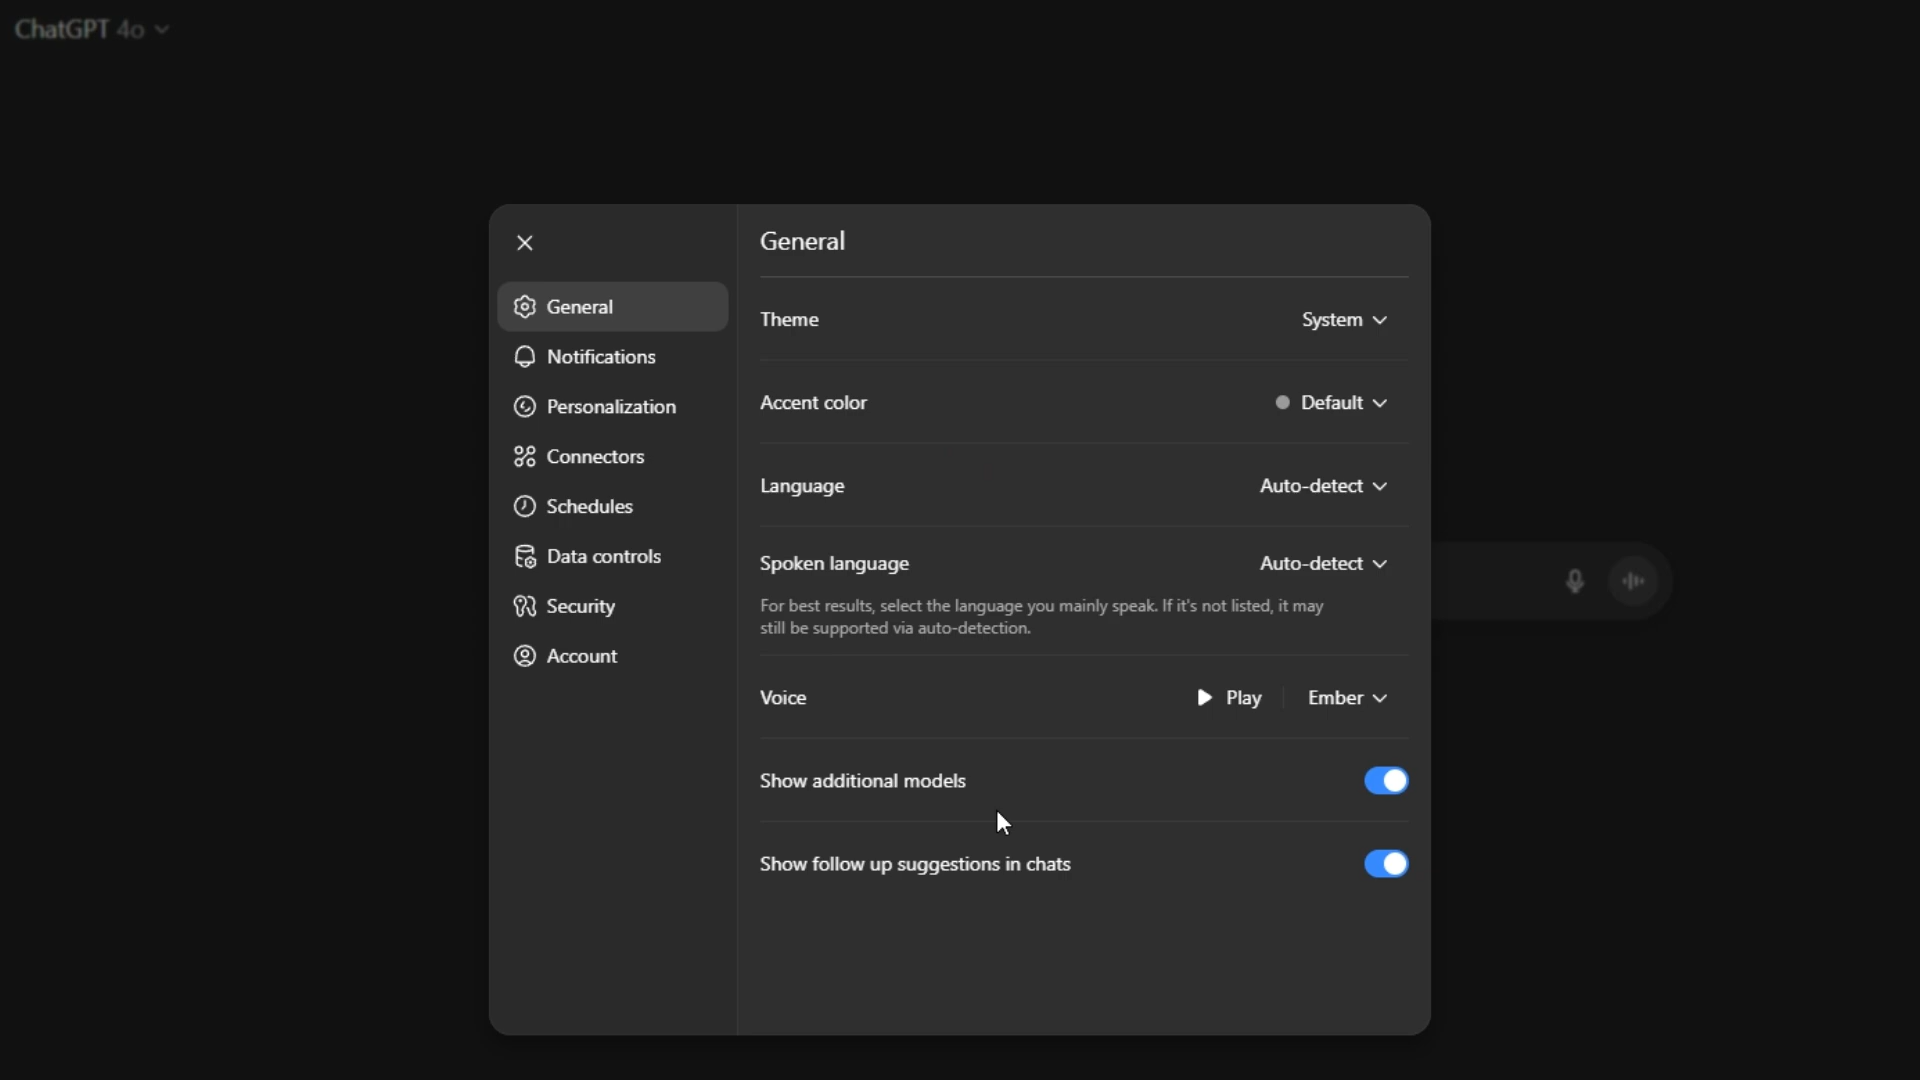 ChatGPT 4o
General
General
Notifications
Personalization
Connectors
Schedules
Data controls
Security
Account
Theme
System
Accent color
Default
Language
Auto-detect
Spoken language
Auto-detect
For best results, select the language you mainly speak. If it's not listed, it may
still be supported via auto-detection.
Voice
Play
Ember
Show additional models
Show follow up suggestions in chats